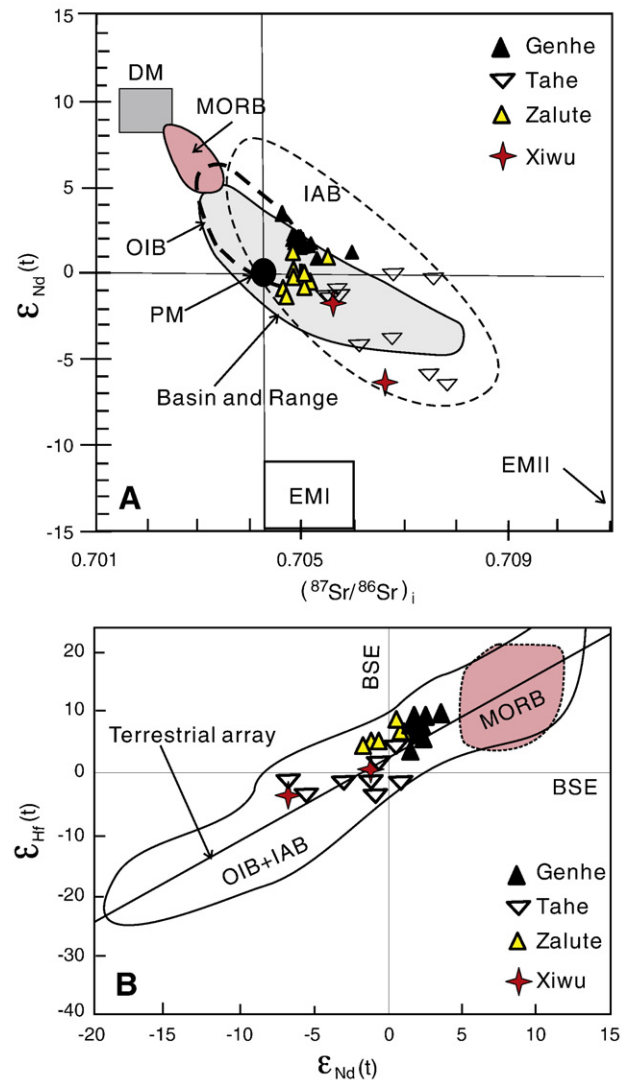 DM
MORB
IAB
OIB
PM
Basin and Range
EMI
EMII
A
Genhe
Tahe
Zalute
Xiwu
15
10
5
0
-5
-10
-15
εNd(t)
0.701
0.705
0.709
(⁸⁷Sr/⁸⁶Sr)i
BSE
MORB
Terrestrial array
BSE
OIB+IAB
Genhe
Tahe
Zalute
Xiwu
B
20
10
0
-10
-20
-30
-40
εHf(t)
-20
-15
-10
-5
0
5
10
15
εNd(t)